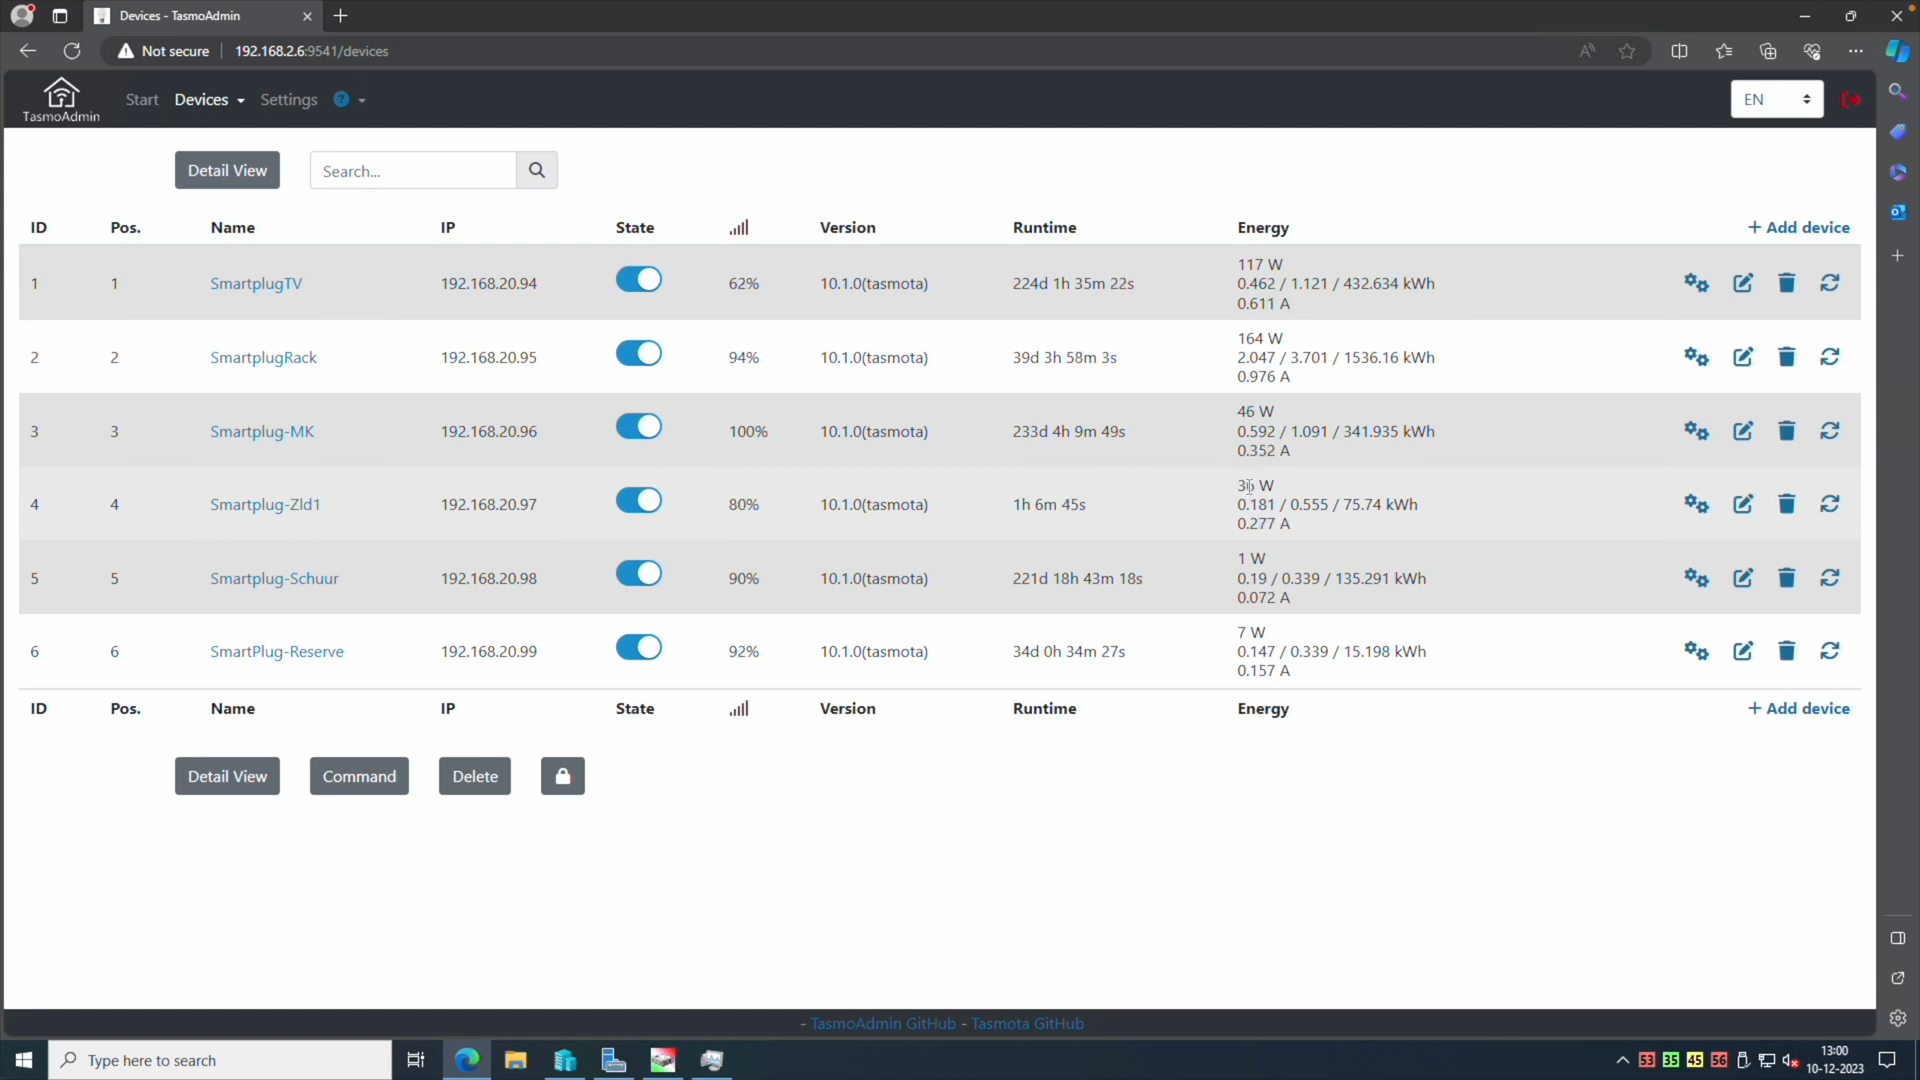 Devices - TasmoAdmin
Not secure
192.168.2.6:9541/devices
TasmoAdmin
Start
Devices
Settings
?
EN
Detail View
Search...
ID Pos. Name IP State Version Runtime Energy + Add device
117 W
1 1 SmartplugTV 192.168.20.94 62% 10.1.0(tasmota) 224d 1h 35m 22s 0.462 / 1.121 / 432.634 kWh
0.611 A
164 W
2 2 SmartplugRack 192.168.20.95 94% 10.1.0(tasmota) 39d 3h 58m 3s 2.047 / 3.701 / 1536.16 kWh
0.976 A
46 W
3 3 Smartplug-MK 192.168.20.96 100% 10.1.0(tasmota) 233d 4h 9m 49s 0.592 / 1.091 / 341.935 kWh
0.352 A
W
4 4 Smartplug-Zld1 192.168.20.97 80% 10.1.0(tasmota) 1h 6m 45s 0.181 / 0.555 / 75.74 kWh
0.277 A
1 W
5 5 Smartplug-Schuur 192.168.20.98 90% 10.1.0(tasmota) 221d 18h 43m 18s 0.19 / 0.339 / 135.291 kWh
0.072 A
7 W
6 6 SmartPlug-Reserve 192.168.20.99 92% 10.1.0(tasmota) 34d 0h 34m 27s 0.147 / 0.339 / 15.198 kWh
0.157 A
ID Pos. Name IP State Version Runtime Energy + Add device
Detail View
Command
Delete
- TasmoAdmin GitHub - Tasmota GitHub
Type here to search
53 35 45 56
13:00
10-12-2023